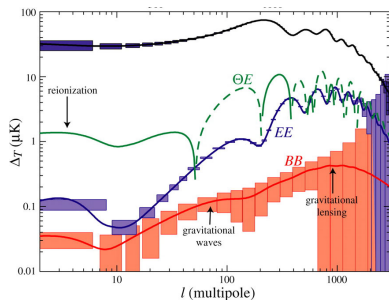 100
10
1
0.1
0.01
Δ_T (μK)
reionization
ΘE
EE
BB
gravitational
waves
gravitational
lensing
10
100
1000
l (multipole)